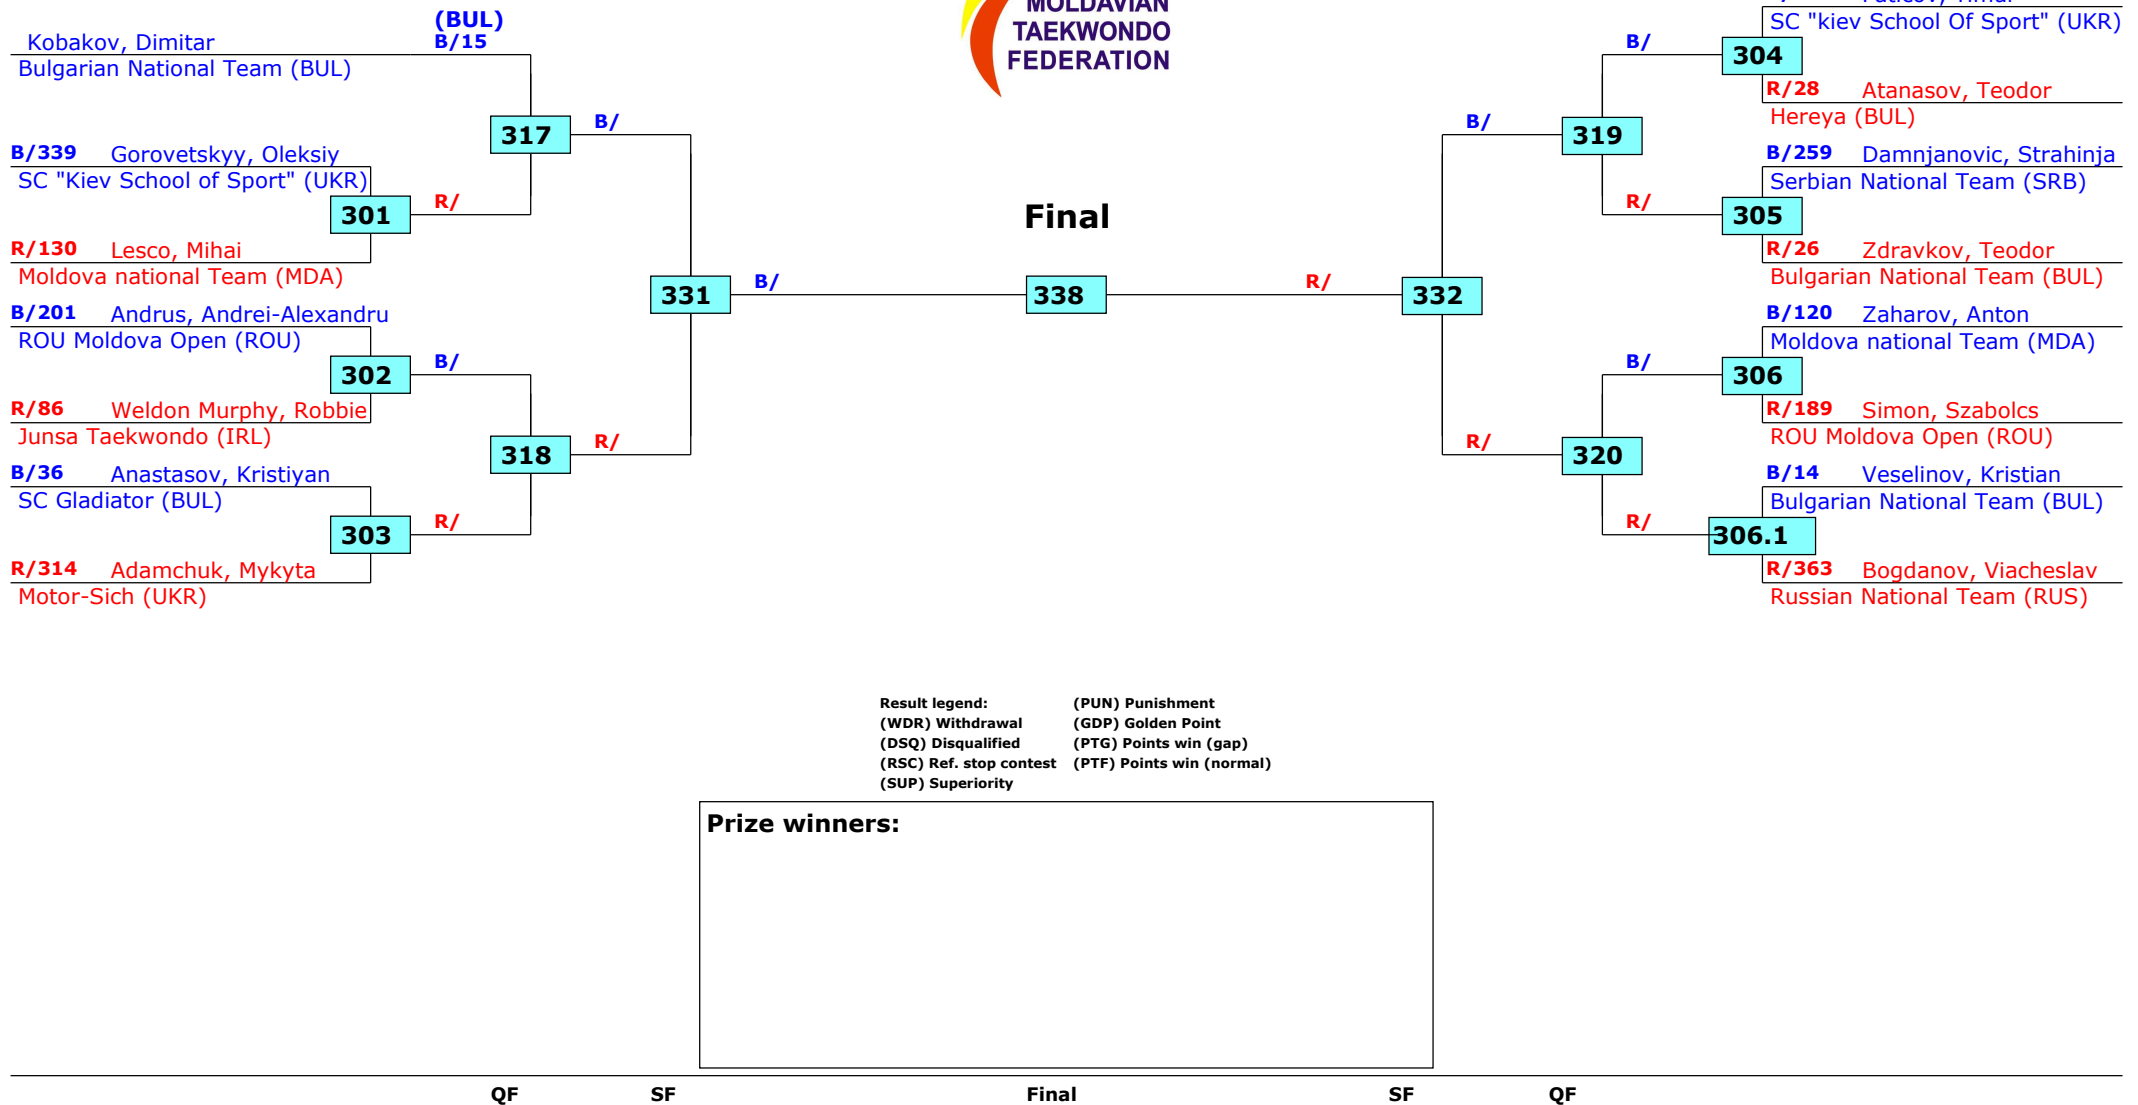 (BUL)
Kobakov, Dimitar
B/15
Bulgarian National Team (BUL)
317
B/
B/339 Gorovetskyy, Oleksiy
SC "Kiev School of Sport" (UKR)
301
R/
R/130 Lesco, Mihai
Moldova national Team (MDA)
331
B/
B/201 Andrus, Andrei-Alexandru
ROU Moldova Open (ROU)
302
B/
R/86 Weldon Murphy, Robbie
Junsa Taekwondo (IRL)
318
R/
B/36 Anastasov, Kristiyan
SC Gladiator (BUL)
303
R/
R/314 Adamchuk, Mykyta
Motor-Sich (UKR)
MOLDAVIAN
TAEKWONDO
FEDERATION
Final
338
SC "kiev School Of Sport" (UKR)
B/
304
R/28 Atanasov, Teodor
Hereya (BUL)
B/
319
B/259 Damnjanovic, Strahinja
Serbian National Team (SRB)
R/
305
R/26 Zdravkov, Teodor
Bulgarian National Team (BUL)
R/
332
B/120 Zaharov, Anton
Moldova national Team (MDA)
B/
306
R/189 Simon, Szabolcs
ROU Moldova Open (ROU)
R/
320
B/14 Veselinov, Kristian
Bulgarian National Team (BUL)
R/
306.1
R/363 Bogdanov, Viacheslav
Russian National Team (RUS)
Result legend: (PUN) Punishment
(WDR) Withdrawal (GDP) Golden Point
(DSQ) Disqualified (PTG) Points win (gap)
(RSC) Ref. stop contest (PTF) Points win (normal)
(SUP) Superiority
Prize winners:
QF SF Final SF QF